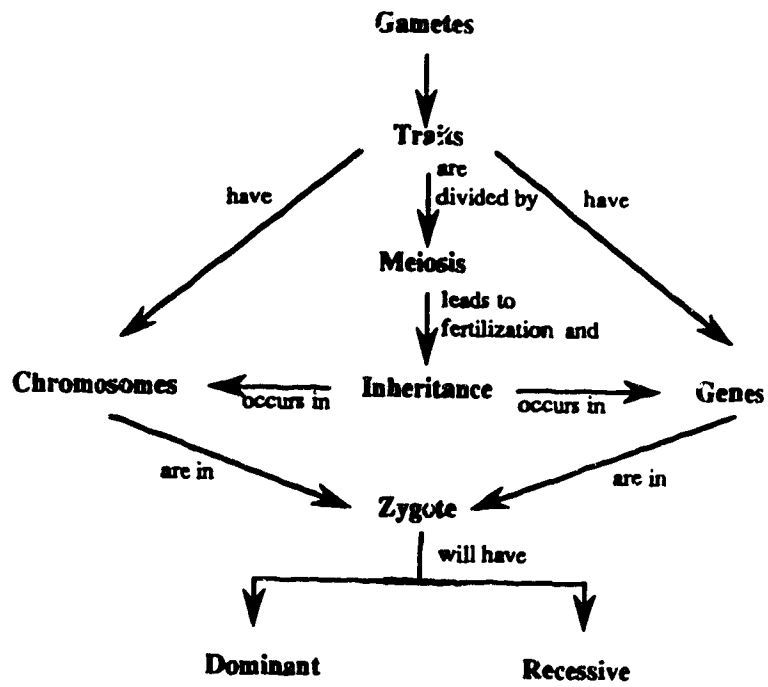 Gametes
Traits
are
have
divided by
have
Meiosis
leads to
fertilization and
Chromosomes
Inheritance
Genes
occurs in
occurs in
are in
are in
Zygote
will have
Dominant
Recessive